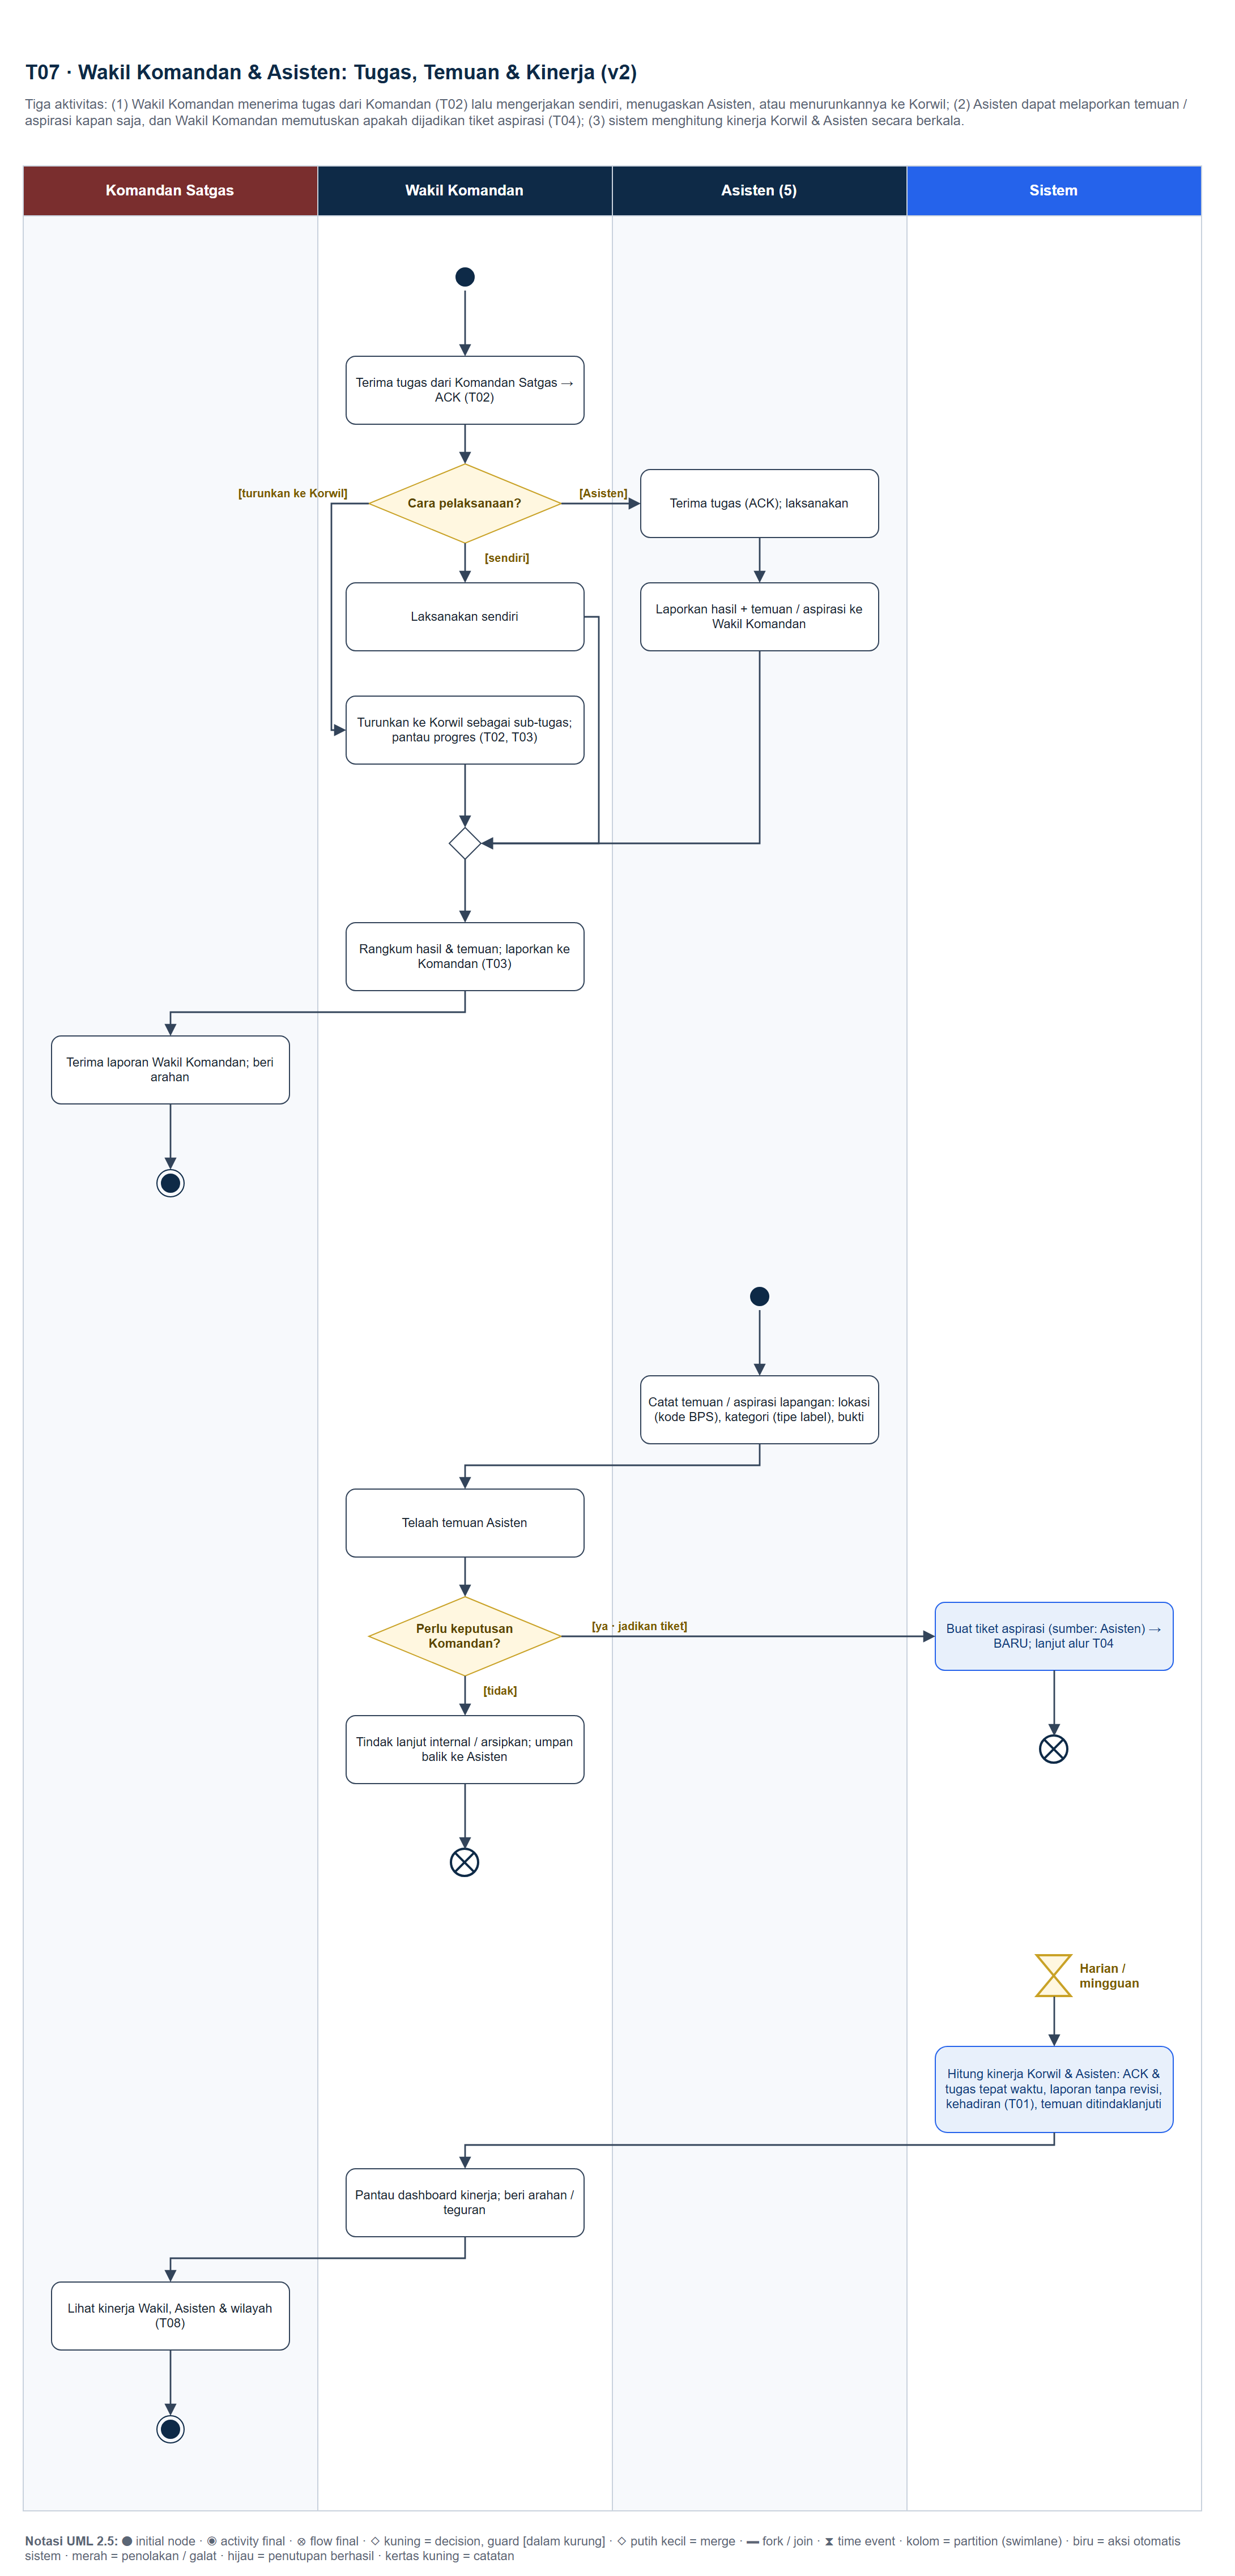 T07 · Wakil Komandan & Asisten: Tugas, Temuan & Kinerja (v2)
Tiga aktivitas: (1) Wakil Komandan menerima tugas dari Komandan (T02) lalu mengerjakan sendiri, menugaskan Asisten, atau menurunkannya ke Korwil; (2) Asisten dapat melaporkan temuan /
aspirasi kapan saja, dan Wakil Komandan memutuskan apakah dijadikan tiket aspirasi (T04); (3) sistem menghitung kinerja Korwil & Asisten secara berkala.
Komandan Satgas
Wakil Komandan
Asisten (5)
Sistem
Terima tugas dari Komandan Satgas →
ACK (T02)
[turunkan ke Korwil]
Cara pelaksanaan?
[Asisten]
Terima tugas (ACK); laksanakan
[sendiri]
Laksanakan sendiri
Laporkan hasil + temuan / aspirasi ke
Wakil Komandan
Turunkan ke Korwil sebagai sub-tugas;
pantau progres (T02, T03)
Rangkum hasil & temuan; laporkan ke
Komandan (T03)
Terima laporan Wakil Komandan; beri
arahan
Catat temuan / aspirasi lapangan: lokasi
(kode BPS), kategori (tipe label), bukti
Telaah temuan Asisten
Perlu keputusan
Komandan?
[ya · jadikan tiket]
Buat tiket aspirasi (sumber: Asisten) →
BARU; lanjut alur T04
[tidak]
Tindak lanjut internal / arsipkan; umpan
balik ke Asisten
Harian /
mingguan
Hitung kinerja Korwil & Asisten: ACK &
tugas tepat waktu, laporan tanpa revisi,
kehadiran (T01), temuan ditindaklanjuti
Pantau dashboard kinerja; beri arahan /
teguran
Lihat kinerja Wakil, Asisten & wilayah
(T08)
Notasi UML 2.5: ● initial node · ◉ activity final · ⊗ flow final · ◇ kuning = decision, guard [dalam kurung] · ◇ putih kecil = merge · ▬ fork / join · ⧗ time event · kolom = partition (swimlane) · biru = aksi otomatis
sistem · merah = penolakan / galat · hijau = penutupan berhasil · kertas kuning = catatan